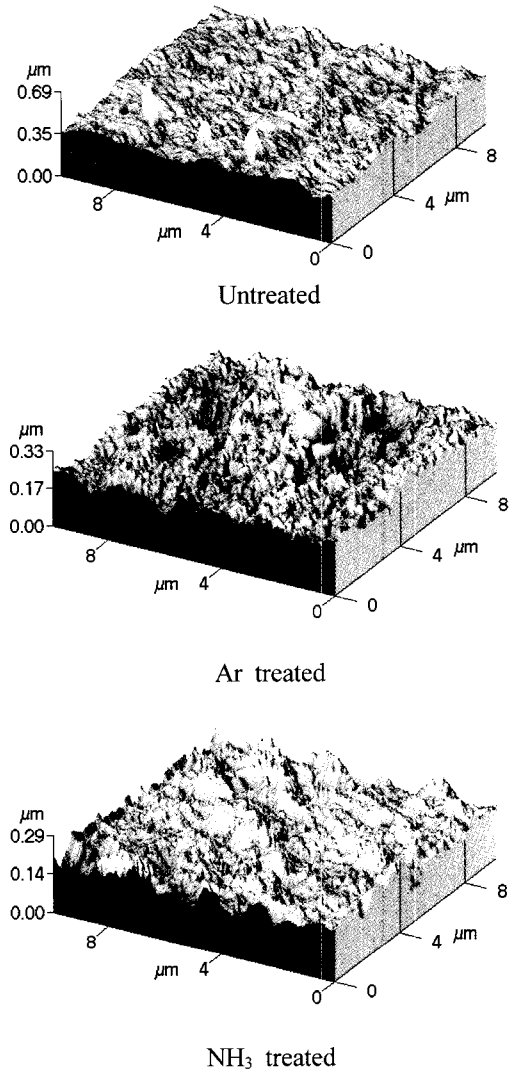 µm
0.69
0.35
0.00
8
µm 4
0
0
4 µm
8
Untreated
µm
0.33
0.17
0.00
8
µm 4
0
0
4 µm
8
Ar treated
µm
0.29
0.14
0.00
8
µm 4
0
0
4 µm
8
NH₃ treated